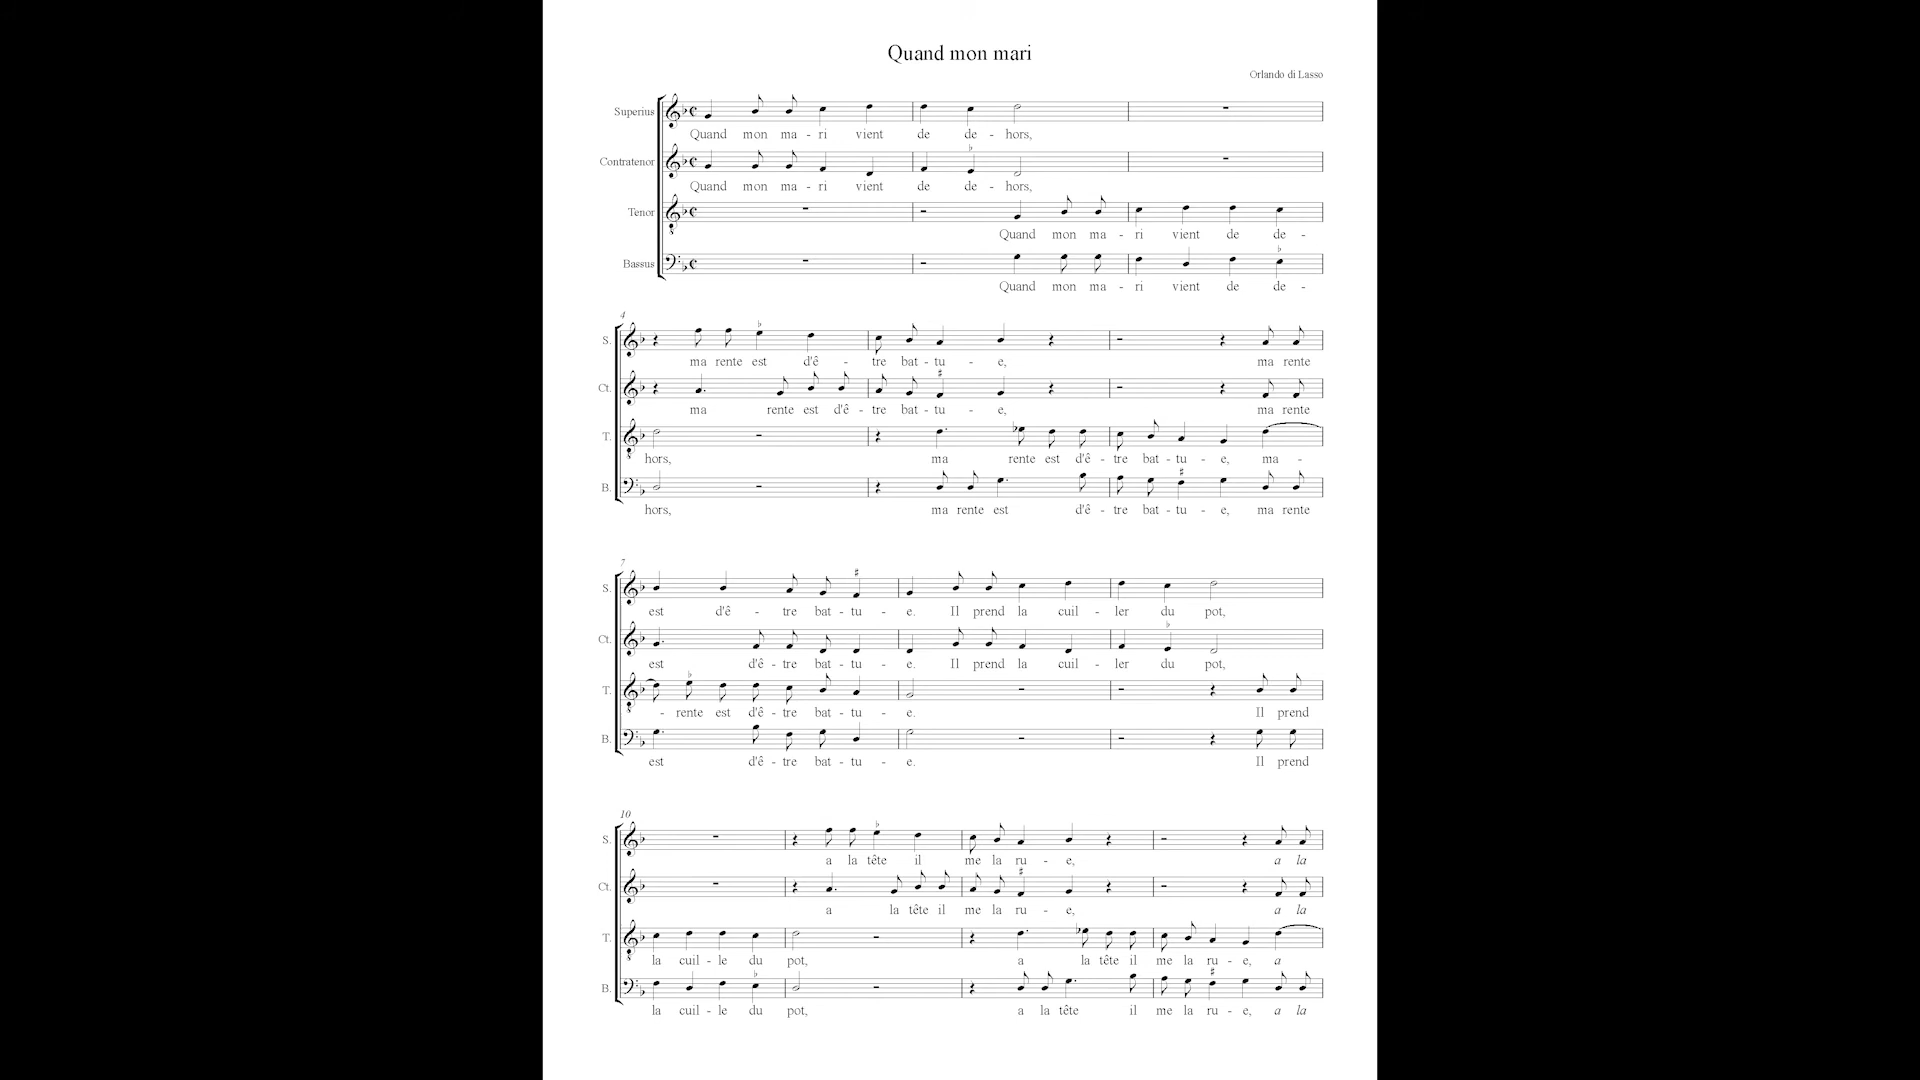 Quand mon mari
Orlando di Lasso
Superius
Quand mon ma - ri vient de de - hors,
Contratenor
Quand mon ma - ri vient de de - hors,
Tenor
Quand mon ma - ri vient de de -
Bassus
Quand mon ma - ri vient de de -
4
S.
ma rente est d'ê - tre bat - tu - e, ma rente
Ct.
ma rente est d'ê - tre bat - tu - e, ma rente
T.
hors, ma rente est d'ê - tre bat - tu - e, ma -
B.
hors, ma rente est d'ê - tre bat - tu - e, ma rente
7
S.
est d'ê - tre bat - tu - e. Il prend la cuil - ler du pot,
Ct.
est d'ê - tre bat - tu - e. Il prend la cuil - ler du pot,
T.
- rente est d'ê - tre bat - tu - e. Il prend
B.
est d'ê - tre bat - tu - e. Il prend
10
S.
a la tête il me la ru - e, a la
Ct.
a la tête il me la ru - e, a la
T.
la cuil - le du pot, a la tête il me la ru - e, a
B.
la cuil - le du pot, a la tête il me la ru - e, a la